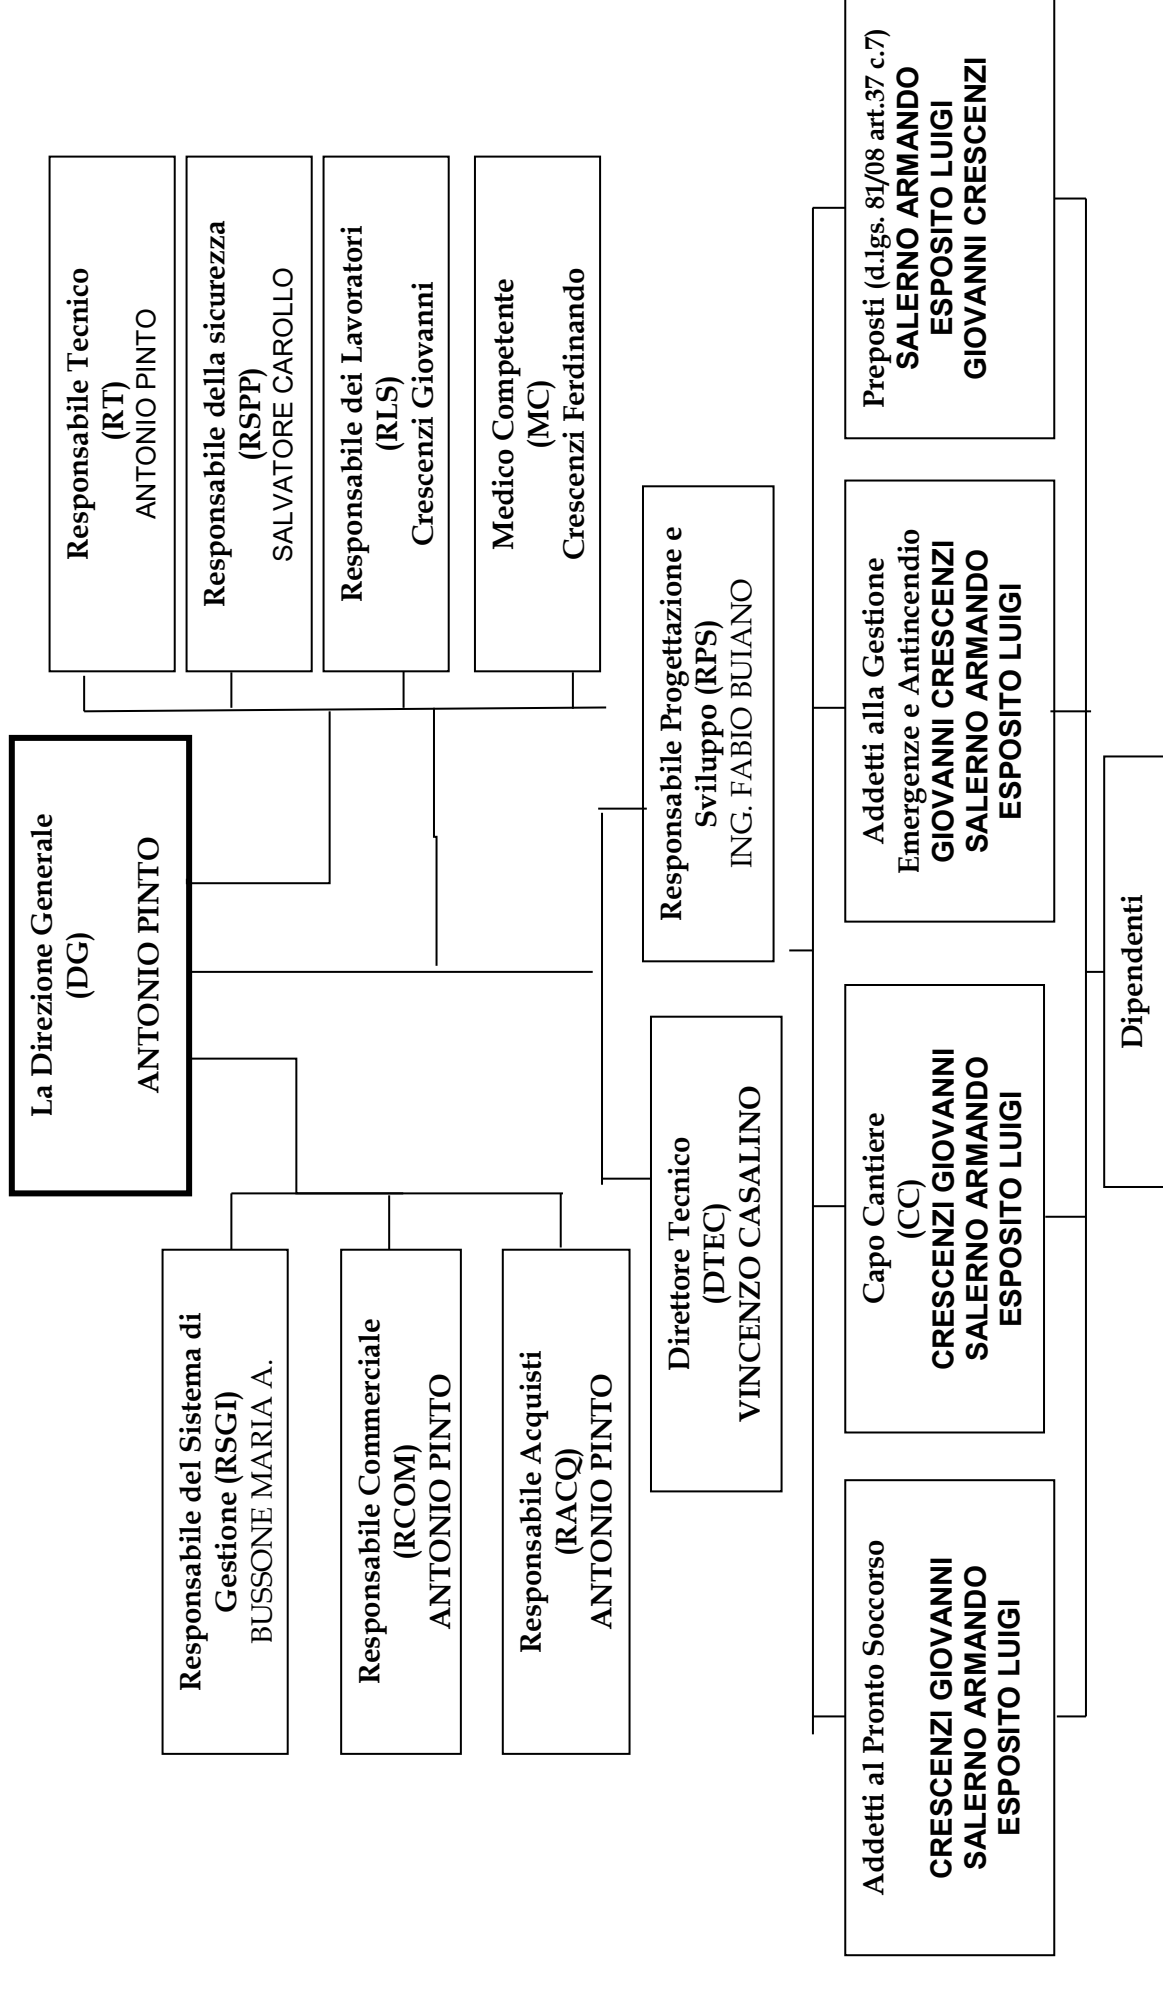 La Direzione Generale
(DG)
ANTONIO PINTO
Responsabile del Sistema di
Gestione (RSGI)
BUSSONE MARIA A.
Responsabile Commerciale
(RCOM)
ANTONIO PINTO
Responsabile Acquisti
(RACQ)
ANTONIO PINTO
Responsabile Tecnico
(RT)
ANTONIO PINTO
Responsabile della sicurezza
(RSPP)
SALVATORE CAROLLO
Responsabile dei Lavoratori
(RLS)
Crescenzi Giovanni
Medico Competente
(MC)
Crescenzi Ferdinando
Direttore Tecnico
(DTEC)
VINCENZO CASALINO
Responsabile Progettazione e
Sviluppo (RPS)
ING. FABIO BUIANO
Addetti al Pronto Soccorso
CRESCENZI GIOVANNI
SALERNO ARMANDO
ESPOSITO LUIGI
Capo Cantiere
(CC)
CRESCENZI GIOVANNI
SALERNO ARMANDO
ESPOSITO LUIGI
Addetti alla Gestione
Emergenze e Antincendio
GIOVANNI CRESCENZI
SALERNO ARMANDO
ESPOSITO LUIGI
Preposti (d.lgs. 81/08 art.37 c.7)
SALERNO ARMANDO
ESPOSITO LUIGI
GIOVANNI CRESCENZI
Dipendenti